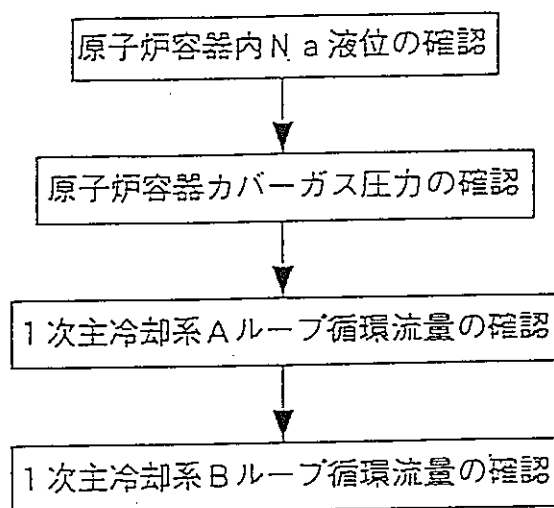 原子炉容器内Ｎａ液位の確認
原子炉容器カバーガス圧力の確認
１次主冷却系Ａループ循環流量の確認
１次主冷却系Ｂループ循環流量の確認